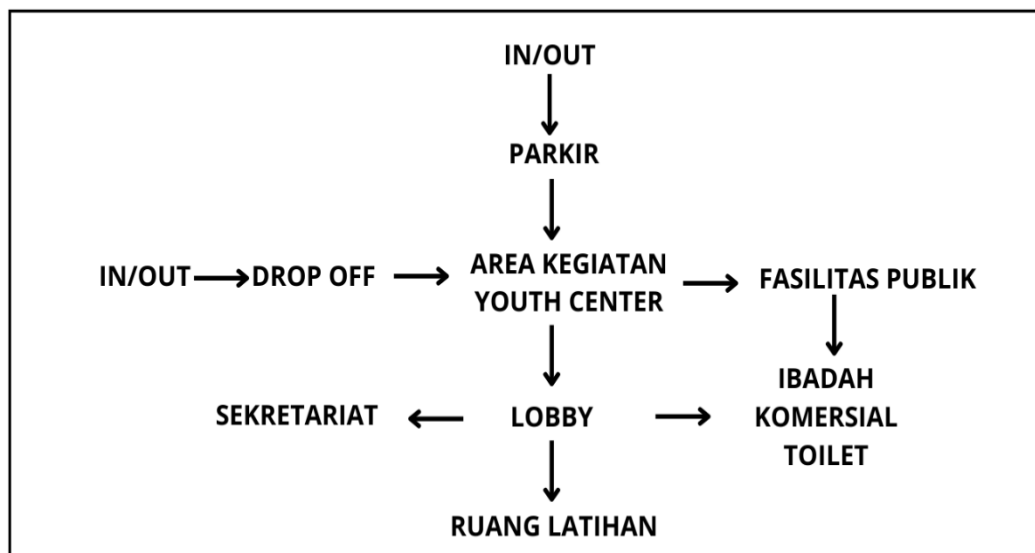 IN/OUT
PARKIR
IN/OUT
DROP OFF
AREA KEGIATAN
YOUTH CENTER
FASILITAS PUBLIK
SEKRETARIAT
LOBBY
IBADAH
KOMERSIAL
TOILET
RUANG LATIHAN